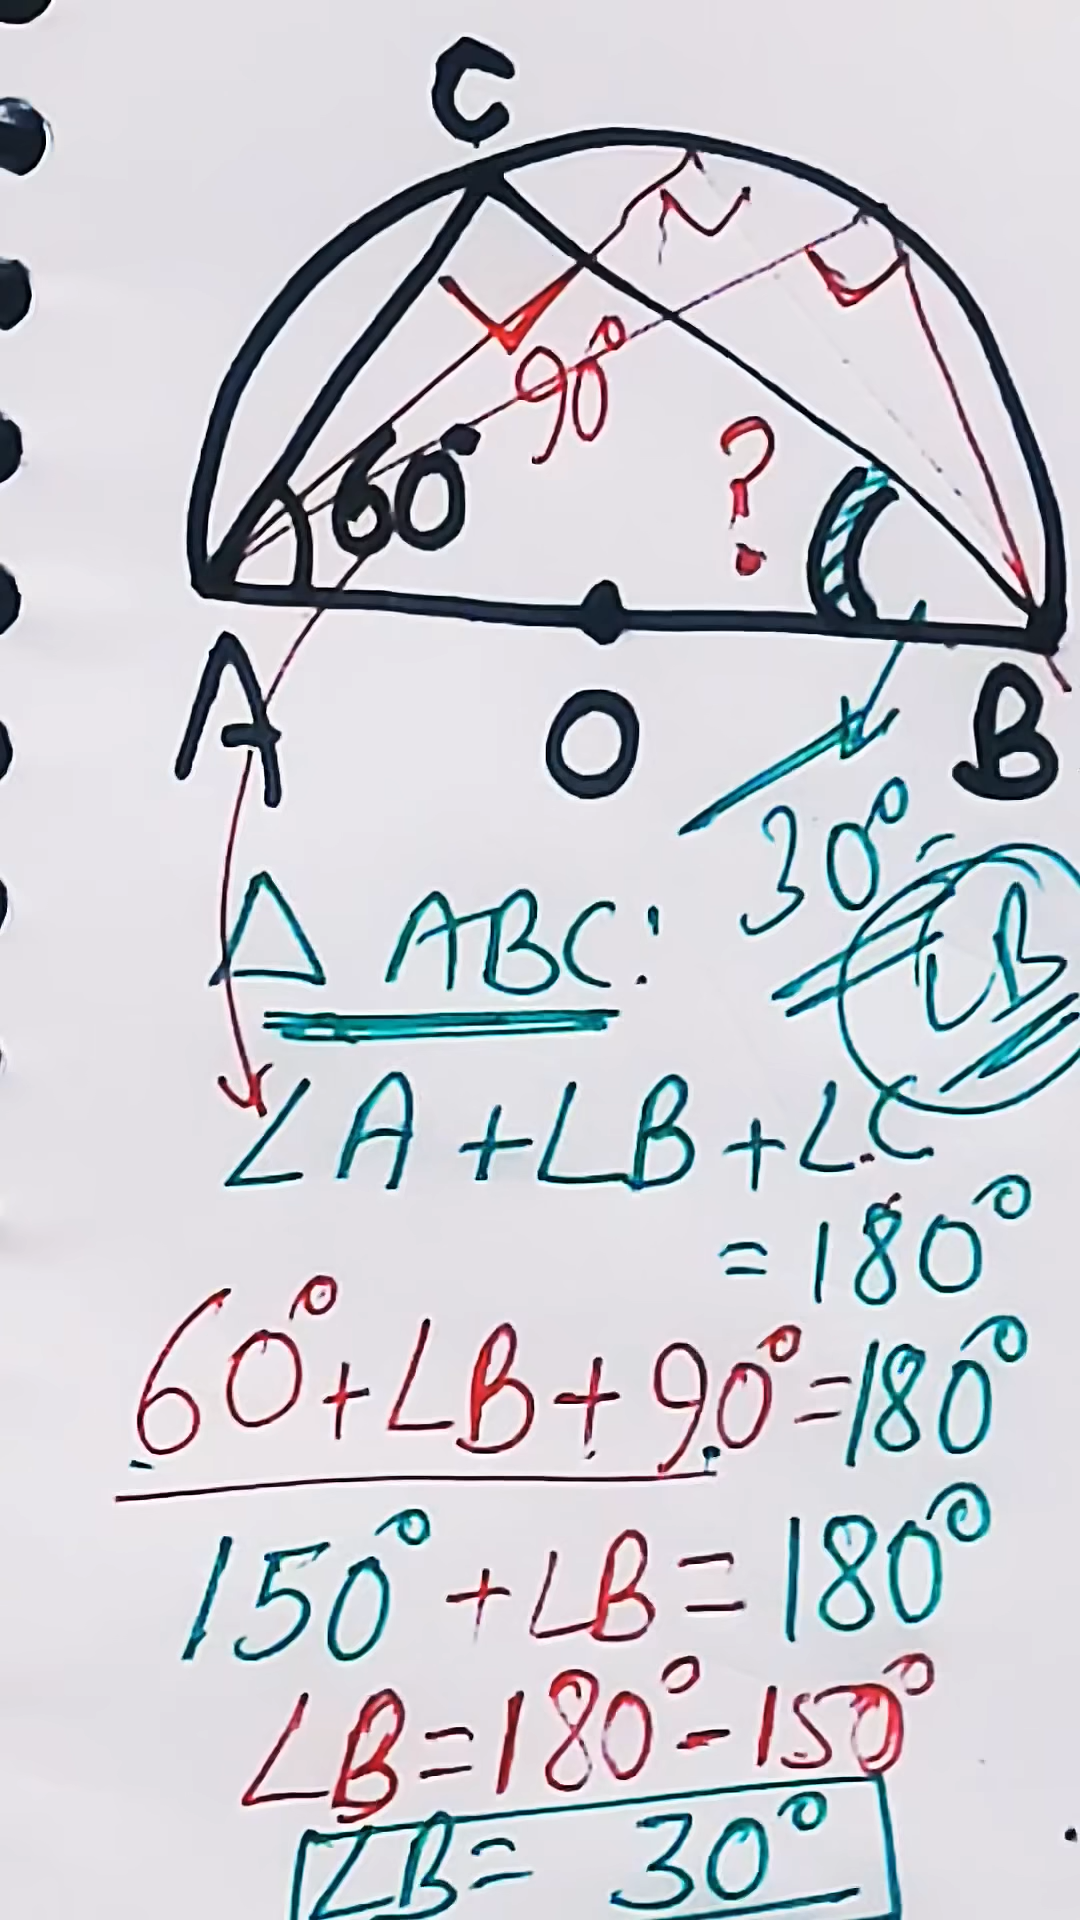 C
90°
60°
?
A
O
B
30° =
∠B
Δ ABC:
∠A + ∠B + ∠C
= 180°
60° + ∠B + 90° = 180°
150° + ∠B = 180°
∠B = 180° - 150°
∠B = 30°